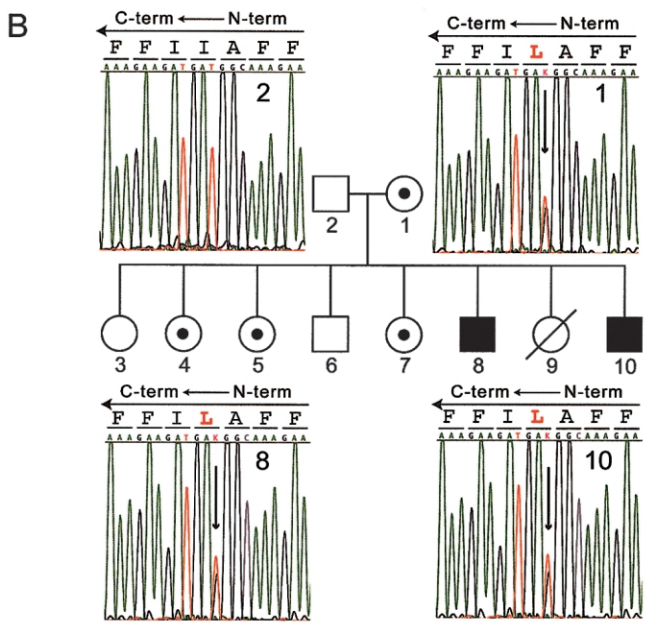 B
C-term ← N-term
F F I I A F F
AAAGAAGATGATGGCAAAGAA
2
C-term ← N-term
F F I L A F F
AAAGAAGATGAKGGCAAAGAA
1
2 1
3 4 5 6 7 8 9 10
C-term ← N-term
F F I L A F F
AAAGAAGATGAKGGCAAAGAA
8
C-term ← N-term
F F I L A F F
AAAGAAGATGAKGGCAAAGAA
10